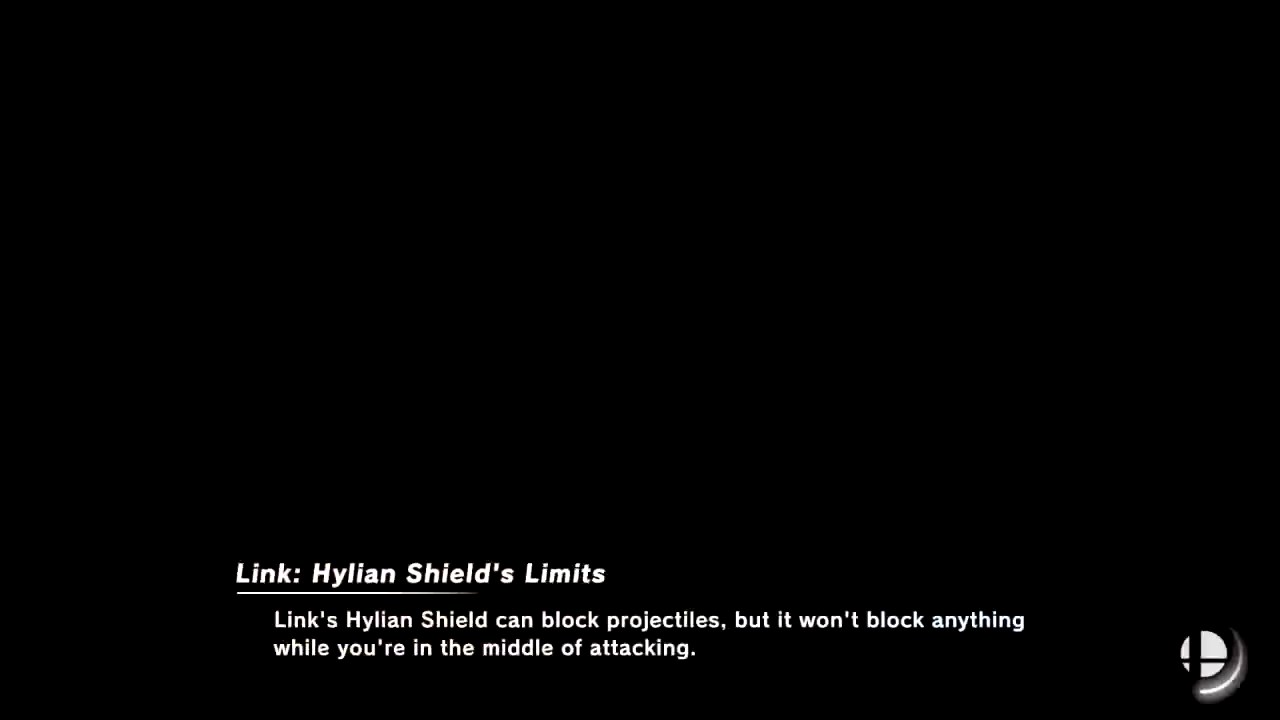 Link: Hylian Shield's Limits
Link's Hylian Shield can block projectiles, but it won't block anything
while you're in the middle of attacking.